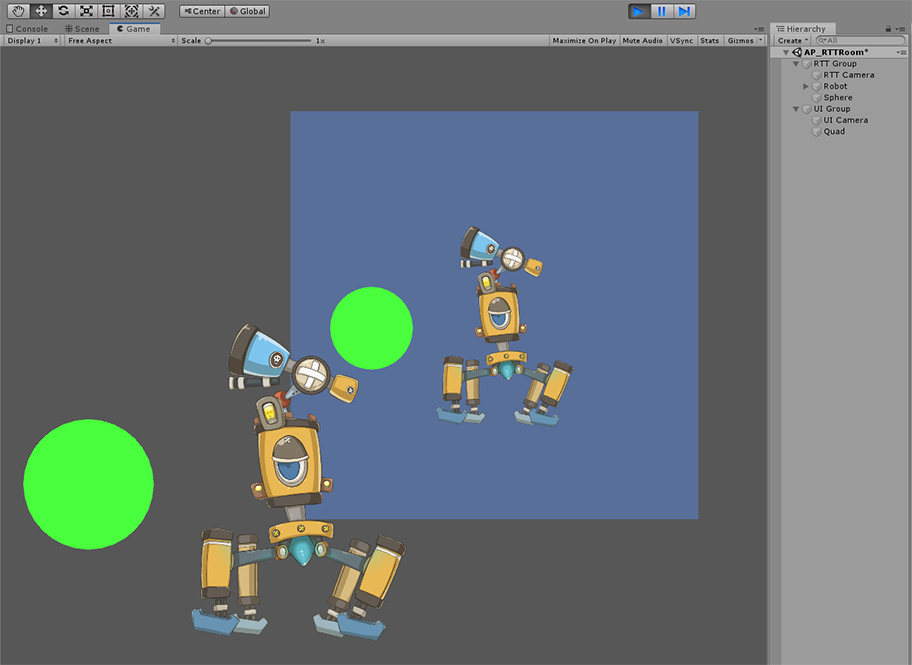 Center Global
Console Scene Game Hierarchy
Display 1 Free Aspect Scale 1x Maximize On Play Mute Audio VSync Stats Gizmos Create All
AP_RTTRoom*
RTT Group
RTT Camera
Robot
Sphere
UI Group
UI Camera
Quad